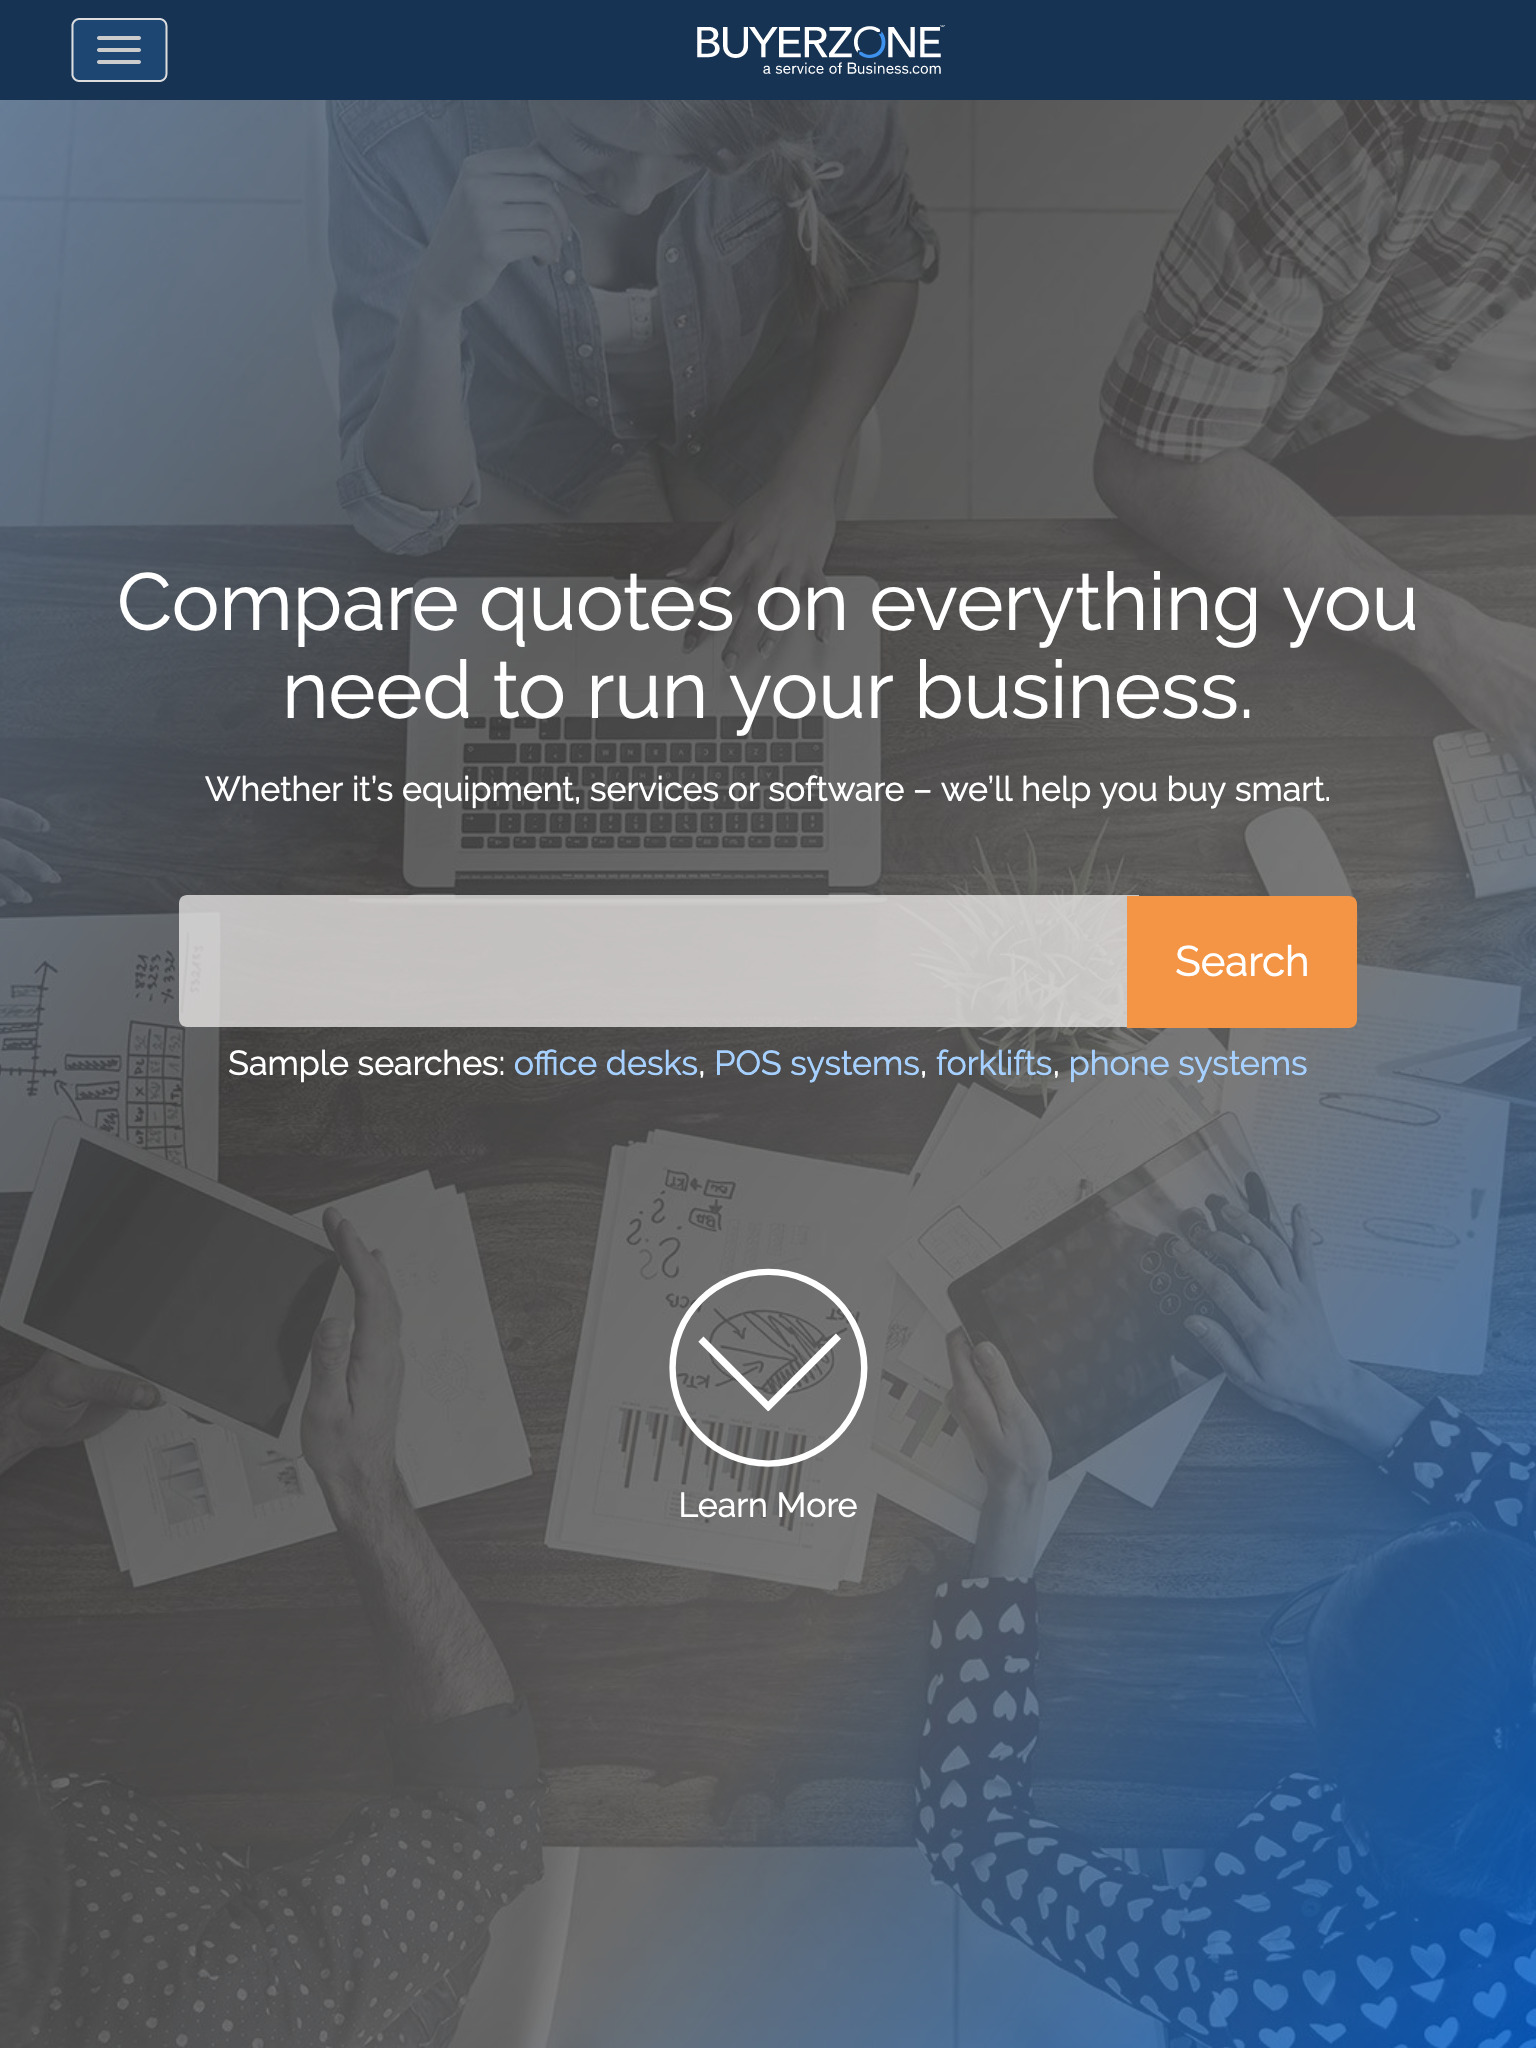 BUYERZONE
a service of Business.com
Compare quotes on everything you
need to run your business.
Whether it's equipment, services or software – we'll help you buy smart.
Search
Sample searches: office desks, POS systems, forklifts, phone systems
Learn More